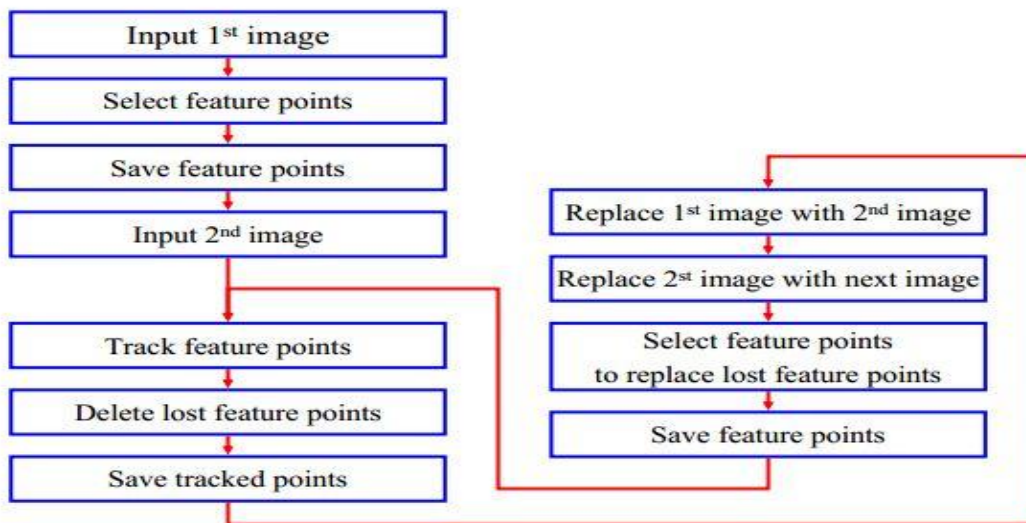 Input 1st image
Select feature points
Save feature points
Input 2nd image
Track feature points
Delete lost feature points
Save tracked points
Replace 1st image with 2nd image
Replace 2st image with next image
Select feature points
to replace lost feature points
Save feature points